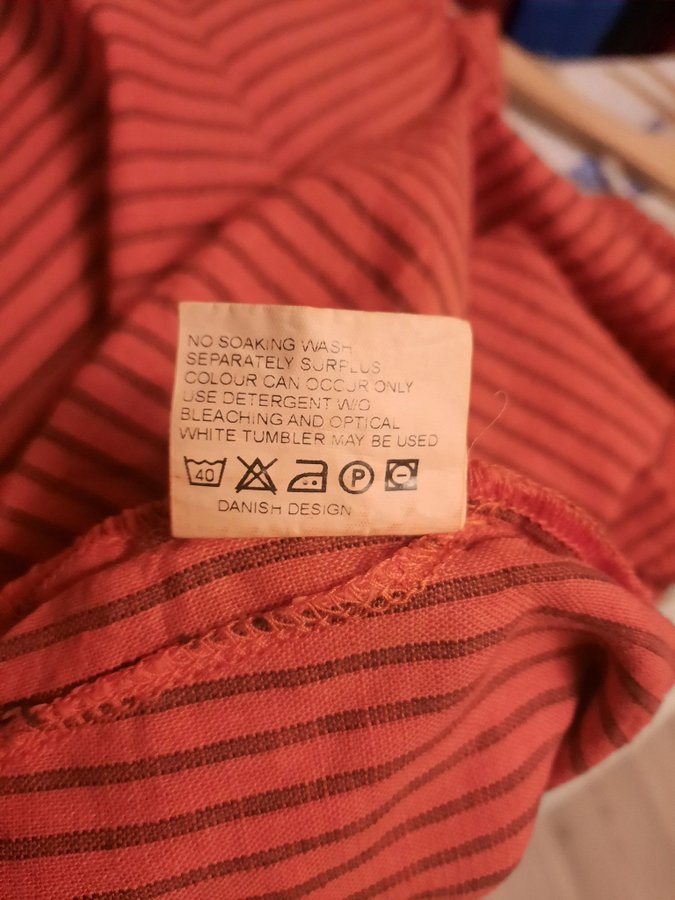 NO SOAKING WASH
SEPARATELY SURPLUS
COLOUR CAN OCCUR ONLY
USE DETERGENT W/O
BLEACHING AND OPTICAL
WHITE TUMBLER MAY BE USED
40 P
DANISH DESIGN